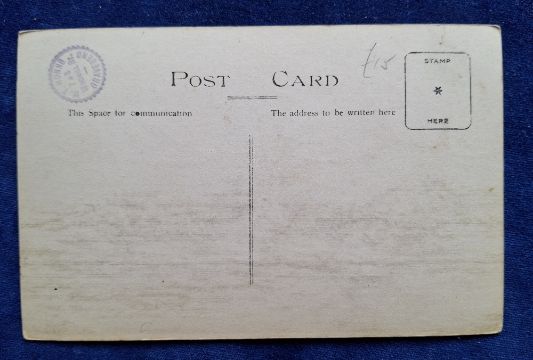 £15
POST CARD
STAMP
HERE
This Space for communication
The address to be written here